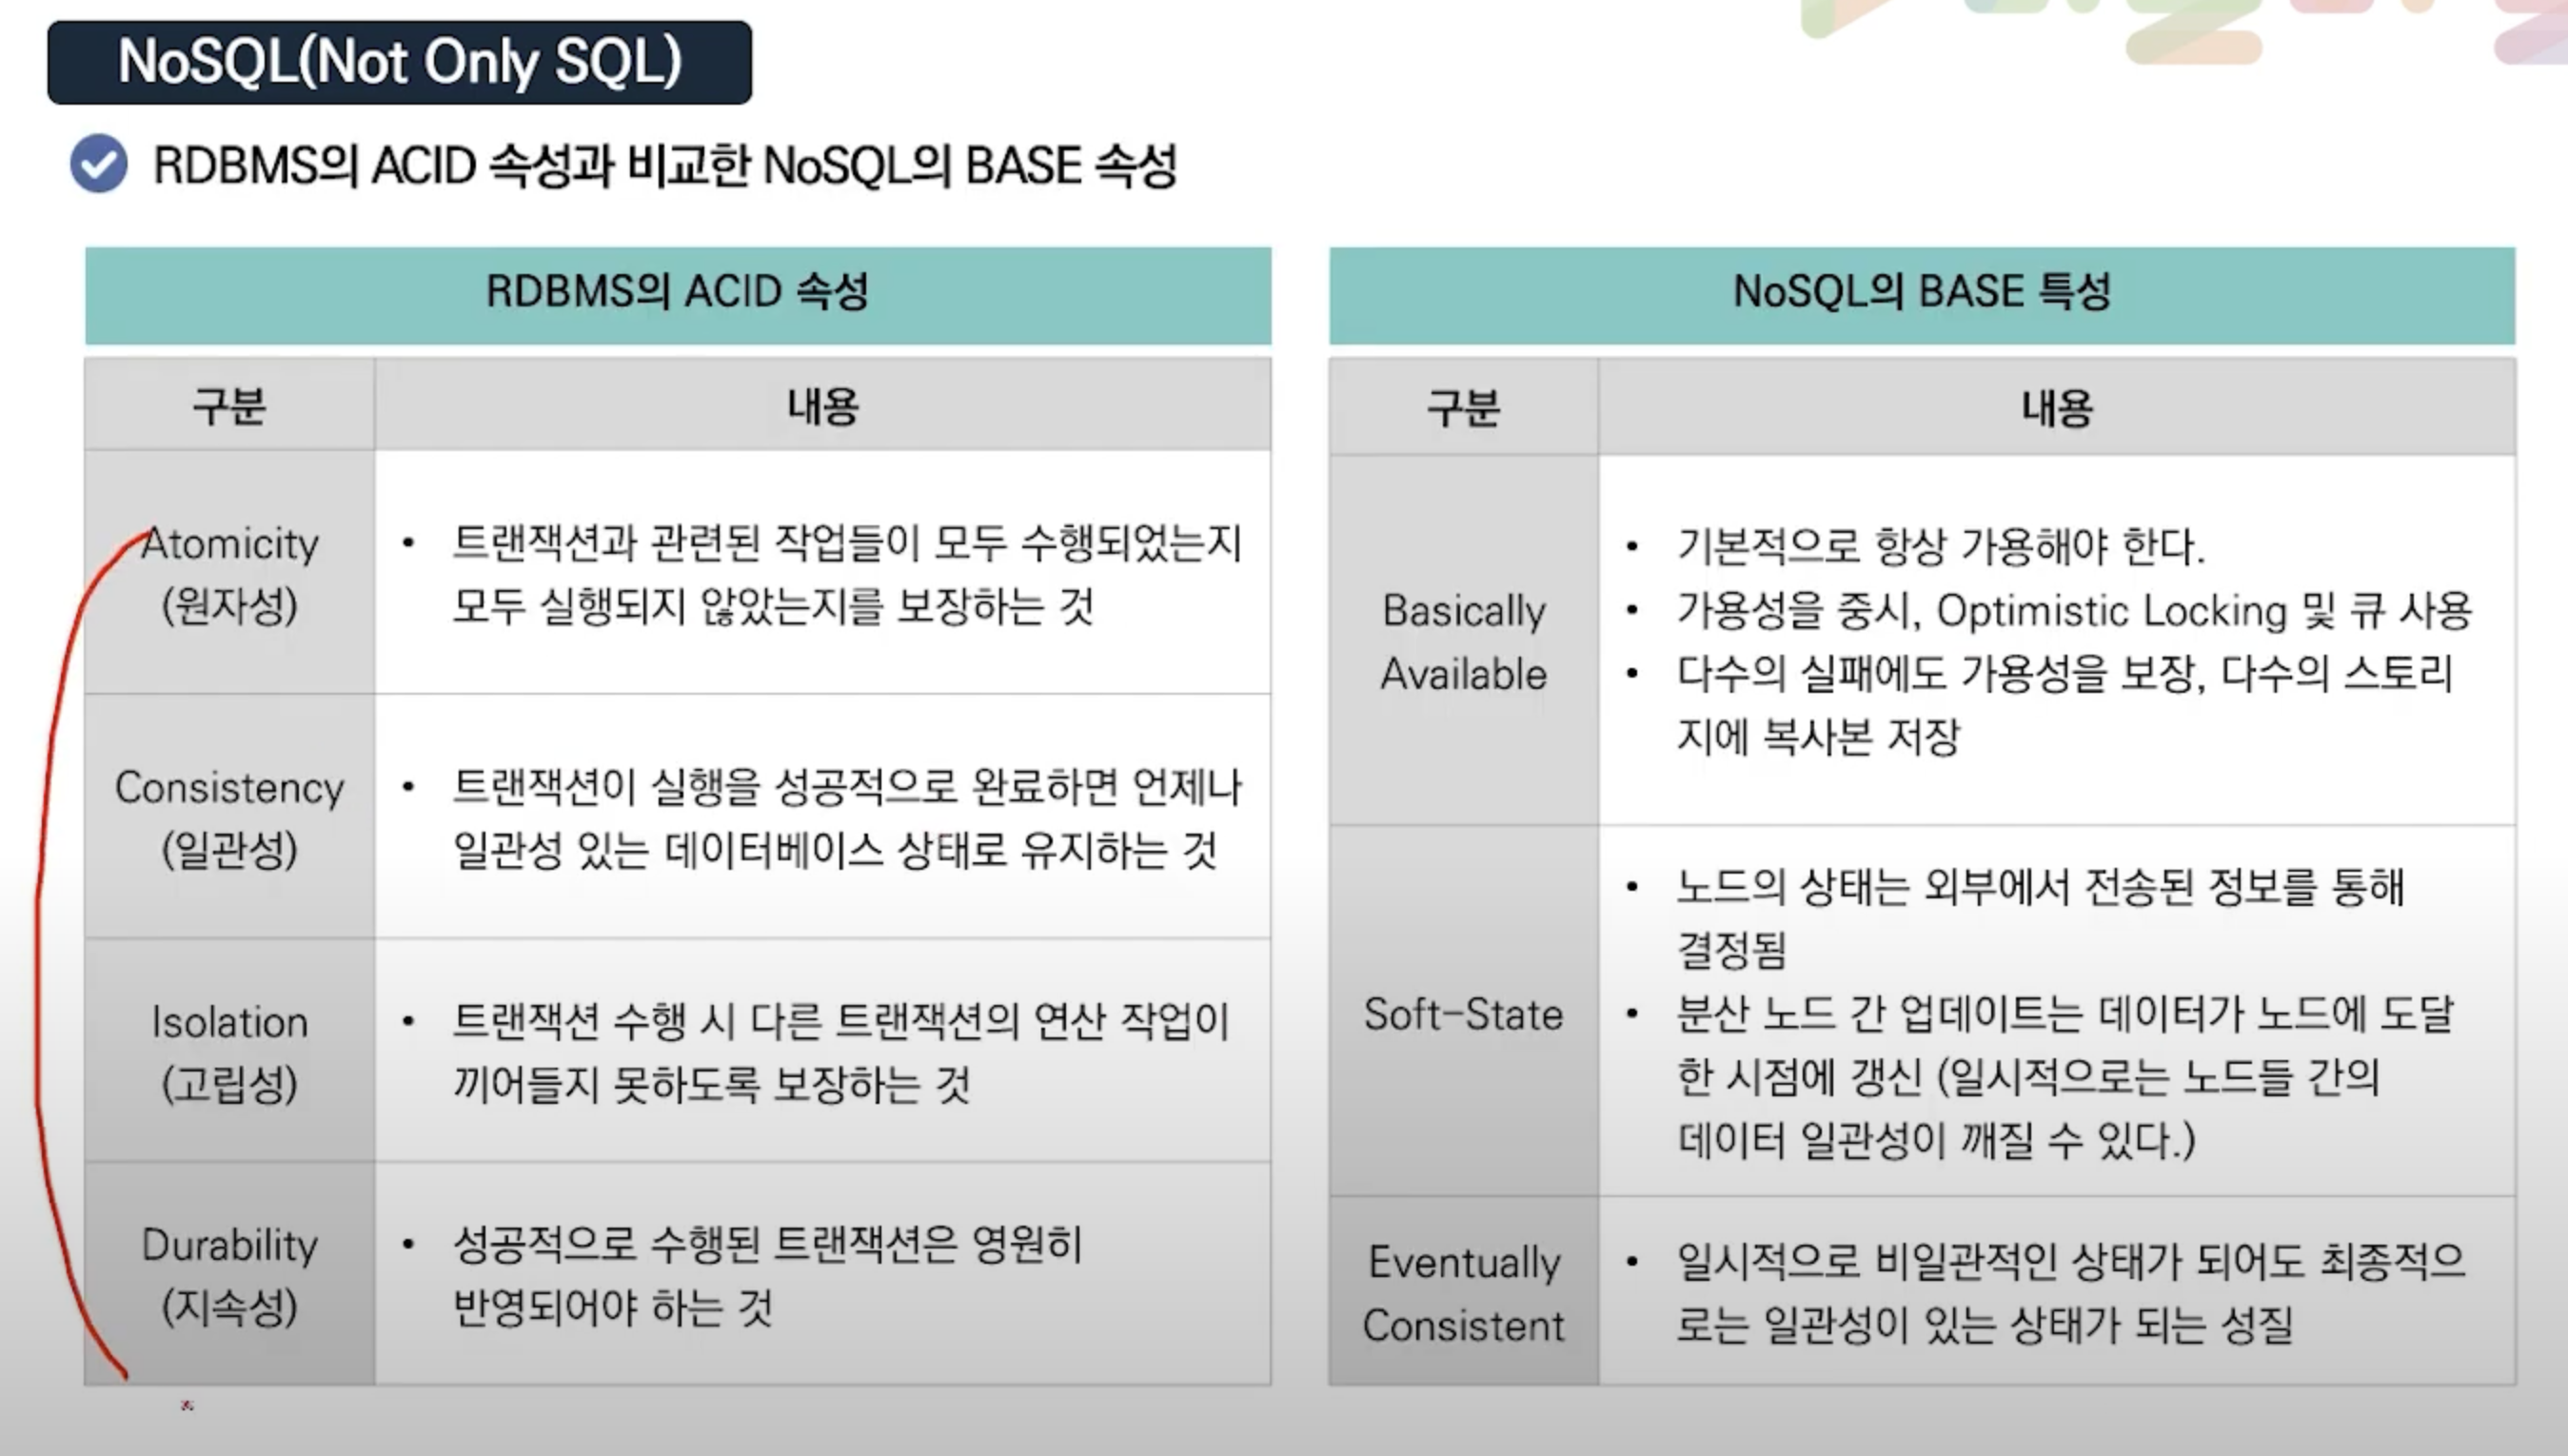 NoSQL(Not Only SQL)
RDBMS의 ACID 속성과 비교한 NoSQL의 BASE 속성
RDBMS의 ACID 속성
구분
내용
Atomicity
(원자성)
• 트랜잭션과 관련된 작업들이 모두 수행되었는지
모두 실행되지 않았는지를 보장하는 것
Consistency
(일관성)
• 트랜잭션이 실행을 성공적으로 완료하면 언제나
일관성 있는 데이터베이스 상태로 유지하는 것
Isolation
(고립성)
• 트랜잭션 수행 시 다른 트랜잭션의 연산 작업이
끼어들지 못하도록 보장하는 것
Durability
(지속성)
• 성공적으로 수행된 트랜잭션은 영원히
반영되어야 하는 것
NoSQL의 BASE 특성
구분
내용
Basically
Available
• 기본적으로 항상 가용해야 한다.
• 가용성을 중시, Optimistic Locking 및 큐 사용
• 다수의 실패에도 가용성을 보장, 다수의 스토리
지에 복사본 저장
Soft-State
• 노드의 상태는 외부에서 전송된 정보를 통해
결정됨
• 분산 노드 간 업데이트는 데이터가 노드에 도달
한 시점에 갱신 (일시적으로는 노드들 간의
데이터 일관성이 깨질 수 있다.)
Eventually
Consistent
• 일시적으로 비일관적인 상태가 되어도 최종적으
로는 일관성이 있는 상태가 되는 성질